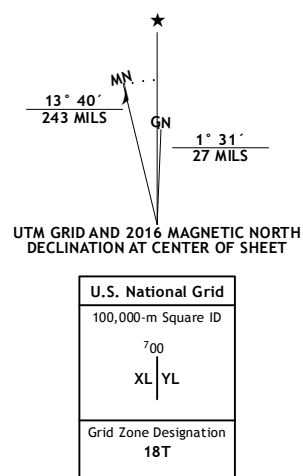 ★
MN
GN
13° 40´
243 MILS
1° 31´
27 MILS
UTM GRID AND 2016 MAGNETIC NORTH
DECLINATION AT CENTER OF SHEET
U.S. National Grid
100,000-m Square ID
⁷00
XL YL
Grid Zone Designation
18T